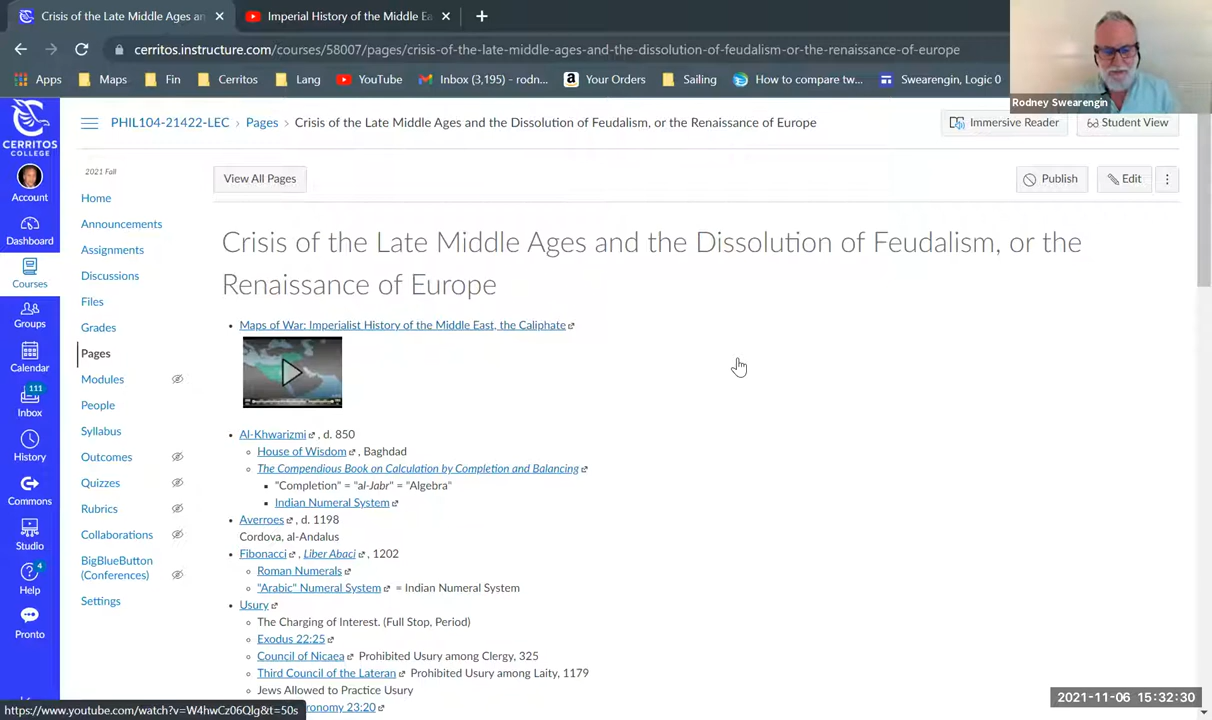 Crisis of the Late Middle Ages an
Imperial History of the Middle Ea
cerritos.instructure.com/courses/58007/pages/crisis-of-the-late-middle-ages-and-the-dissolution-of-feudalism-or-the-renaissance-of-europe
Apps Maps Fin Cerritos Lang YouTube Inbox (3,195) - rodn... Your Orders Sailing How to compare tw... Swearengin, Logic 0
Rodney Swearengin
CERRITOS
COLLEGE
Account
Dashboard
Courses
Groups
Calendar
111
Inbox
History
Commons
Studio
4
Help
Pronto
PHIL104-21422-LEC > Pages > Crisis of the Late Middle Ages and the Dissolution of Feudalism, or the Renaissance of Europe
Immersive Reader
Student View
2021 Fall
Home
Announcements
Assignments
Discussions
Files
Grades
Pages
Modules
People
Syllabus
Outcomes
Quizzes
Rubrics
Collaborations
BigBlueButton
(Conferences)
Settings
View All Pages
Publish
Edit
Crisis of the Late Middle Ages and the Dissolution of Feudalism, or the
Renaissance of Europe
Maps of War: Imperialist History of the Middle East, the Caliphate
Al-Khwarizmi , d. 850
House of Wisdom , Baghdad
The Compendious Book on Calculation by Completion and Balancing
"Completion" = "al-Jabr" = "Algebra"
Indian Numeral System
Averroes , d. 1198
Cordova, al-Andalus
Fibonacci , Liber Abaci , 1202
Roman Numerals
"Arabic" Numeral System = Indian Numeral System
Usury
The Charging of Interest. (Full Stop, Period)
Exodus 22:25
Council of Nicaea Prohibited Usury among Clergy, 325
Third Council of the Lateran Prohibited Usury among Laity, 1179
Jews Allowed to Practice Usury
onomy 23:20
https://www.youtube.com/watch?v=W4hwCz06QJg&t=50s
2021-11-06 15:32:30